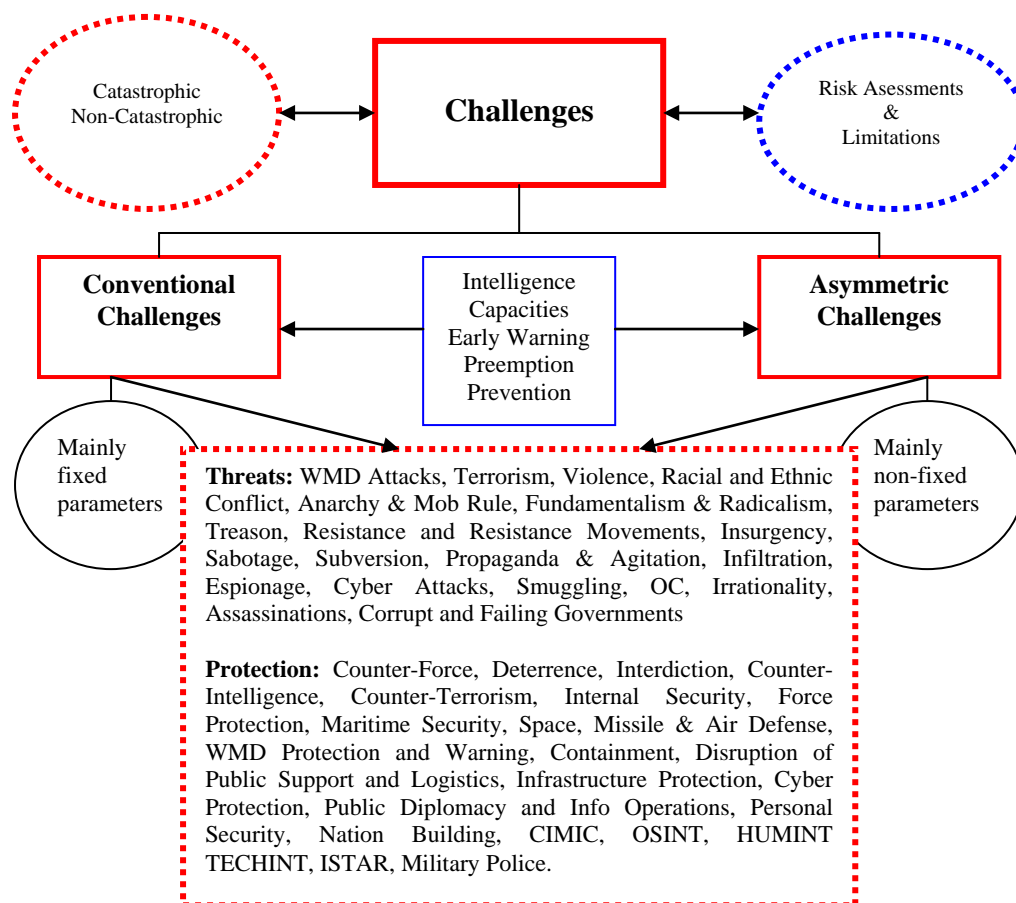 Catastrophic
Non-Catastrophic
Challenges
Risk Asessments
&
Limitations
Conventional
Challenges
Intelligence
Capacities
Early Warning
Preemption
Prevention
Asymmetric
Challenges
Mainly
fixed
parameters
Mainly
non-fixed
parameters
Threats: WMD Attacks, Terrorism, Violence, Racial and Ethnic
Conflict, Anarchy & Mob Rule, Fundamentalism & Radicalism,
Treason, Resistance and Resistance Movements, Insurgency,
Sabotage, Subversion, Propaganda & Agitation, Infiltration,
Espionage, Cyber Attacks, Smuggling, OC, Irrationality,
Assassinations, Corrupt and Failing Governments
Protection: Counter-Force, Deterrence, Interdiction, Counter-
Intelligence, Counter-Terrorism, Internal Security, Force
Protection, Maritime Security, Space, Missile & Air Defense,
WMD Protection and Warning, Containment, Disruption of
Public Support and Logistics, Infrastructure Protection, Cyber
Protection, Public Diplomacy and Info Operations, Personal
Security, Nation Building, CIMIC, OSINT, HUMINT
TECHINT, ISTAR, Military Police.